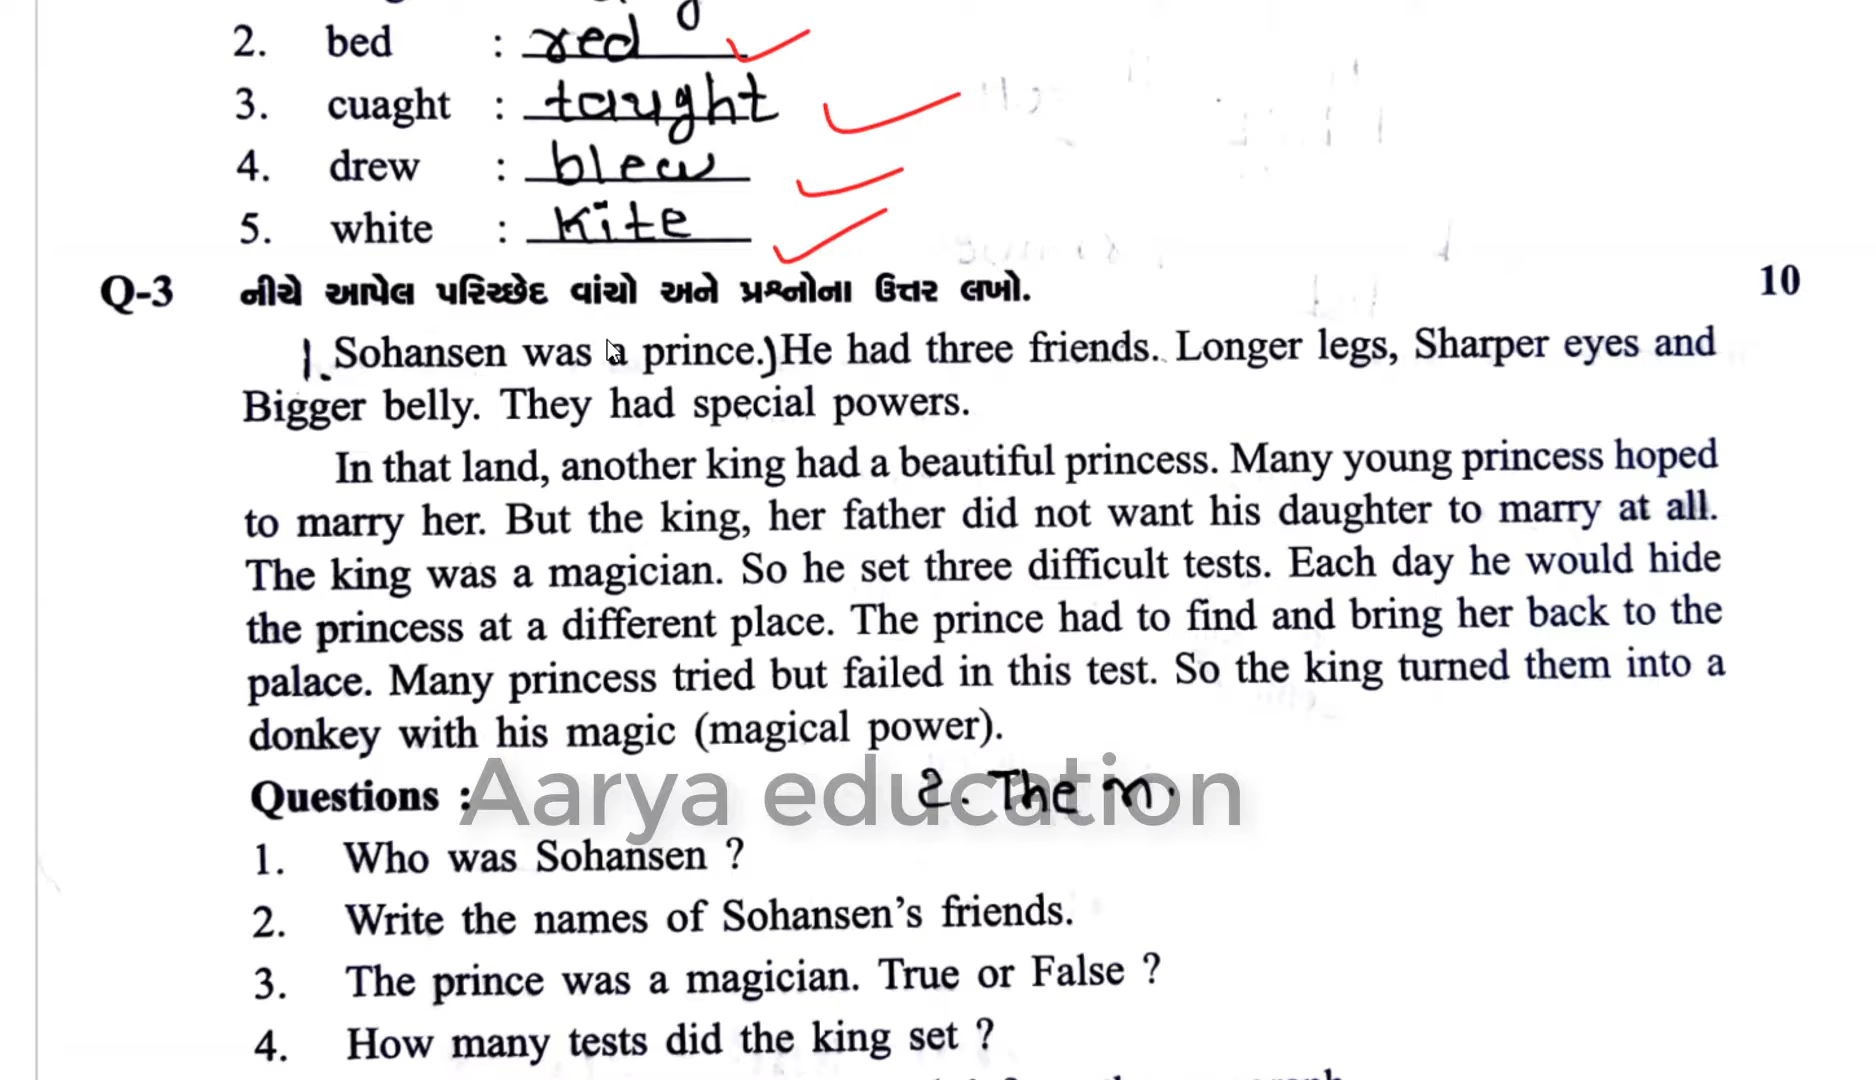 2. bed : red
3. cuaght : taught
4. drew : blew
5. white : kite
Q-3 નીચે આપેલ પરિચ્છેદ વાંચો અને પ્રશ્નોના ઉત્તર લખો. 10
1. Sohansen was a prince.) He had three friends. Longer legs, Sharper eyes and
Bigger belly. They had special powers.
In that land, another king had a beautiful princess. Many young princess hoped
to marry her. But the king, her father did not want his daughter to marry at all.
The king was a magician. So he set three difficult tests. Each day he would hide
the princess at a different place. The prince had to find and bring her back to the
palace. Many princess tried but failed in this test. So the king turned them into a
donkey with his magic (magical power).
Questions :
Aarya education
2. The n.
1. Who was Sohansen ?
2. Write the names of Sohansen's friends.
3. The prince was a magician. True or False ?
4. How many tests did the king set ?